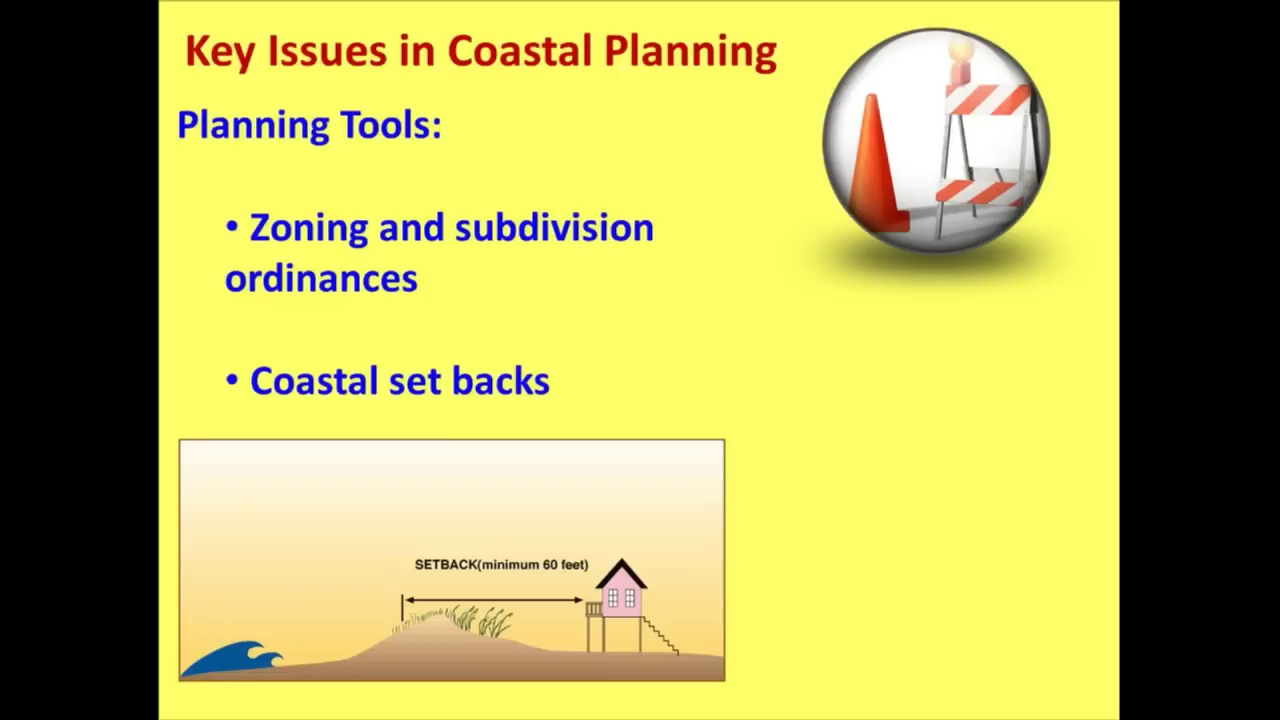 Key Issues in Coastal Planning
Planning Tools:
• Zoning and subdivision
ordinances
• Coastal set backs
SETBACK(minimum 60 feet)